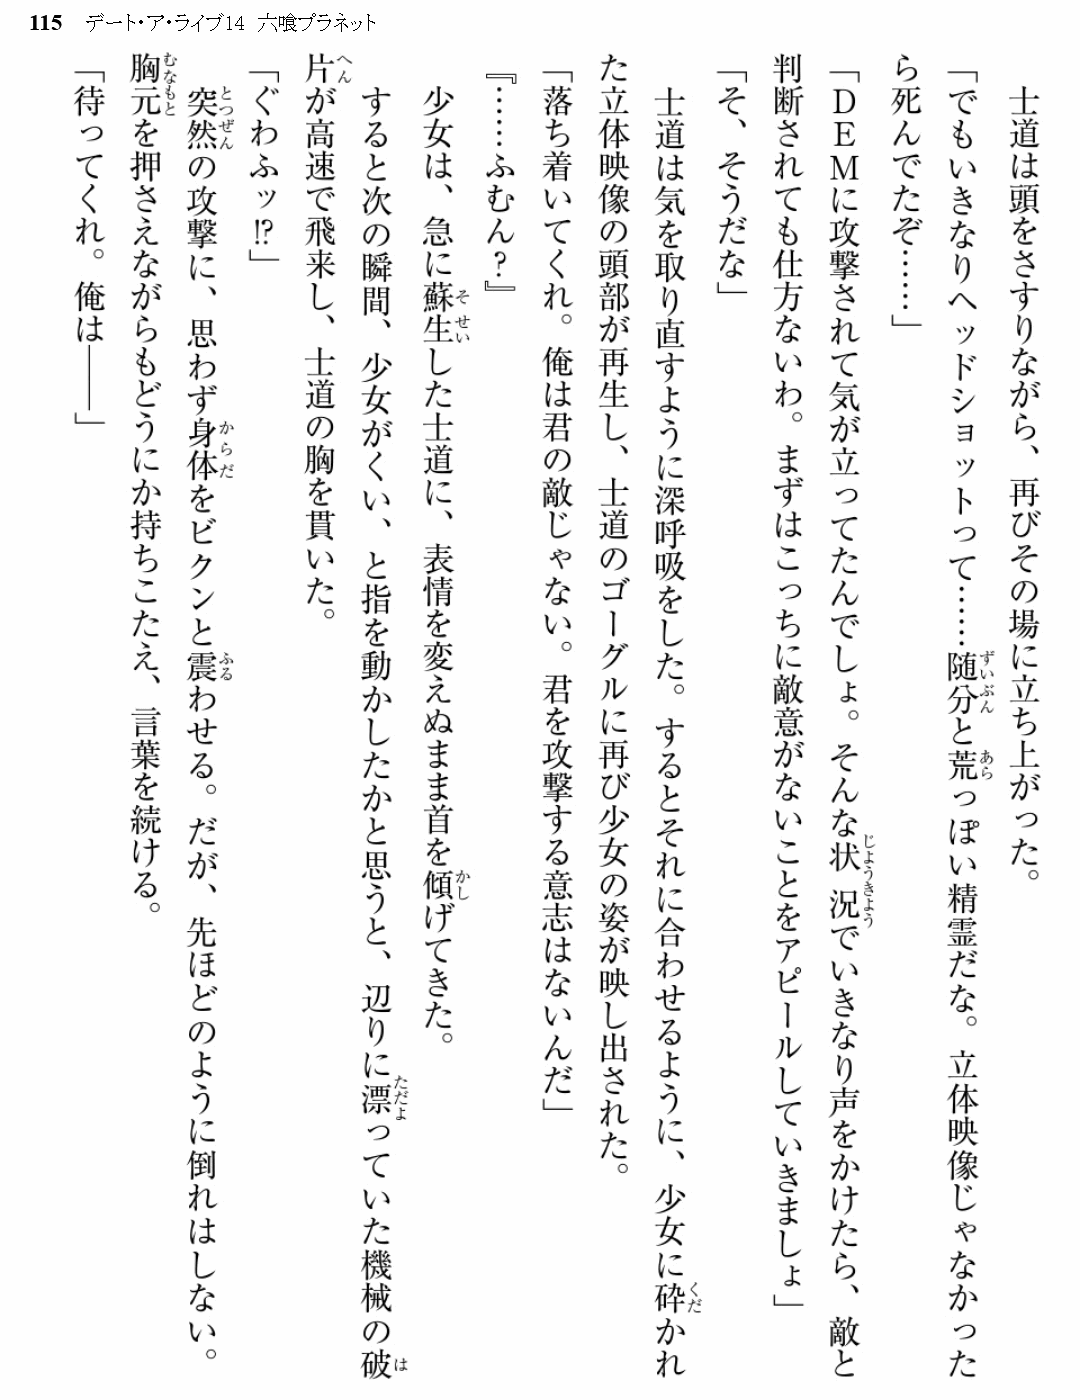 115 デート・ア・ライブ14 六喰プラネット
士道は頭をさすりながら、再びその場に立ち上がった。
「でもいきなりヘッドショットって……随分と荒っぽい精霊だな。立体映像じゃなかった
ら死んでたぞ……」
「ＤＥＭに攻撃されて気が立ってたんでしょ。そんな状況でいきなり声をかけたら、敵と
判断されても仕方ないわ。まずはこっちに敵意がないことをアピールしていきましょ」
「そ、そうだな」
士道は気を取り直すように深呼吸をした。するとそれに合わせるように、少女に砕かれ
た立体映像の頭部が再生し、士道のゴーグルに再び少女の姿が映し出された。
「落ち着いてくれ。俺は君の敵じゃない。君を攻撃する意志はないんだ」
『……ふむん？』
少女は、急に蘇生した士道に、表情を変えぬまま首を傾げてきた。
すると次の瞬間、少女がくい、と指を動かしたかと思うと、辺りに漂っていた機械の破
片が高速で飛来し、士道の胸を貫いた。
「ぐわふッ!?」
突然の攻撃に、思わず身体をビクンと震わせる。だが、先ほどのように倒れはしない。
胸元を押さえながらもどうにか持ちこたえ、言葉を続ける。
「待ってくれ。俺は――」